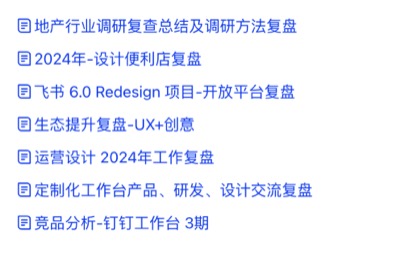 地产行业调研复查总结及调研方法复盘
2024年-设计便利店复盘
飞书 6.0 Redesign 项目-开放平台复盘
生态提升复盘-UX+创意
运营设计 2024年工作复盘
定制化工作台产品、研发、设计交流复盘
竞品分析-钉钉工作台 3期